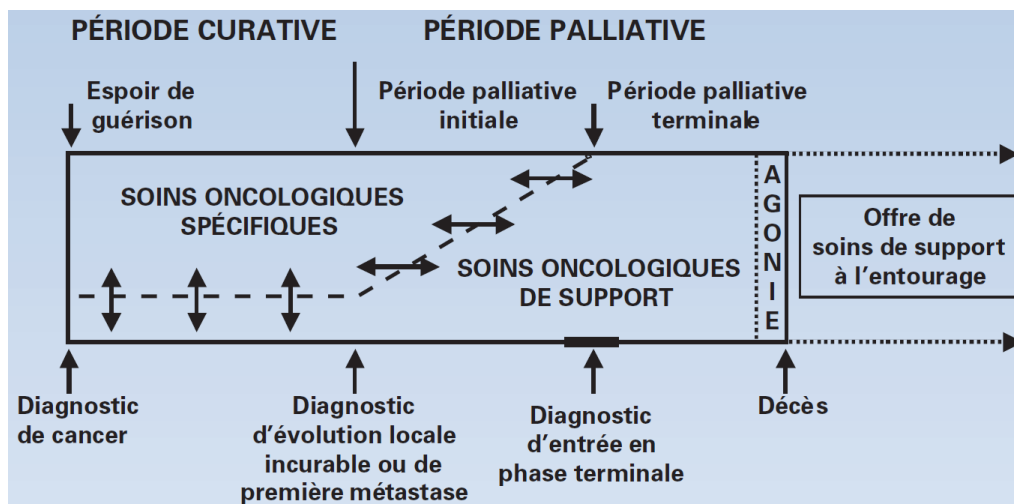 PÉRIODE CURATIVE
PÉRIODE PALLIATIVE
Espoir de
guérison
Période palliative
initiale
Période palliative
terminale
SOINS ONCOLOGIQUES
SPÉCIFIQUES
SOINS ONCOLOGIQUES
DE SUPPORT
A
G
O
N
I
E
Offre de
soins de support
à l'entourage
Diagnostic
de cancer
Diagnostic
d'évolution locale
incurable ou de
première métastase
Diagnostic
d'entrée en
phase terminale
Décès